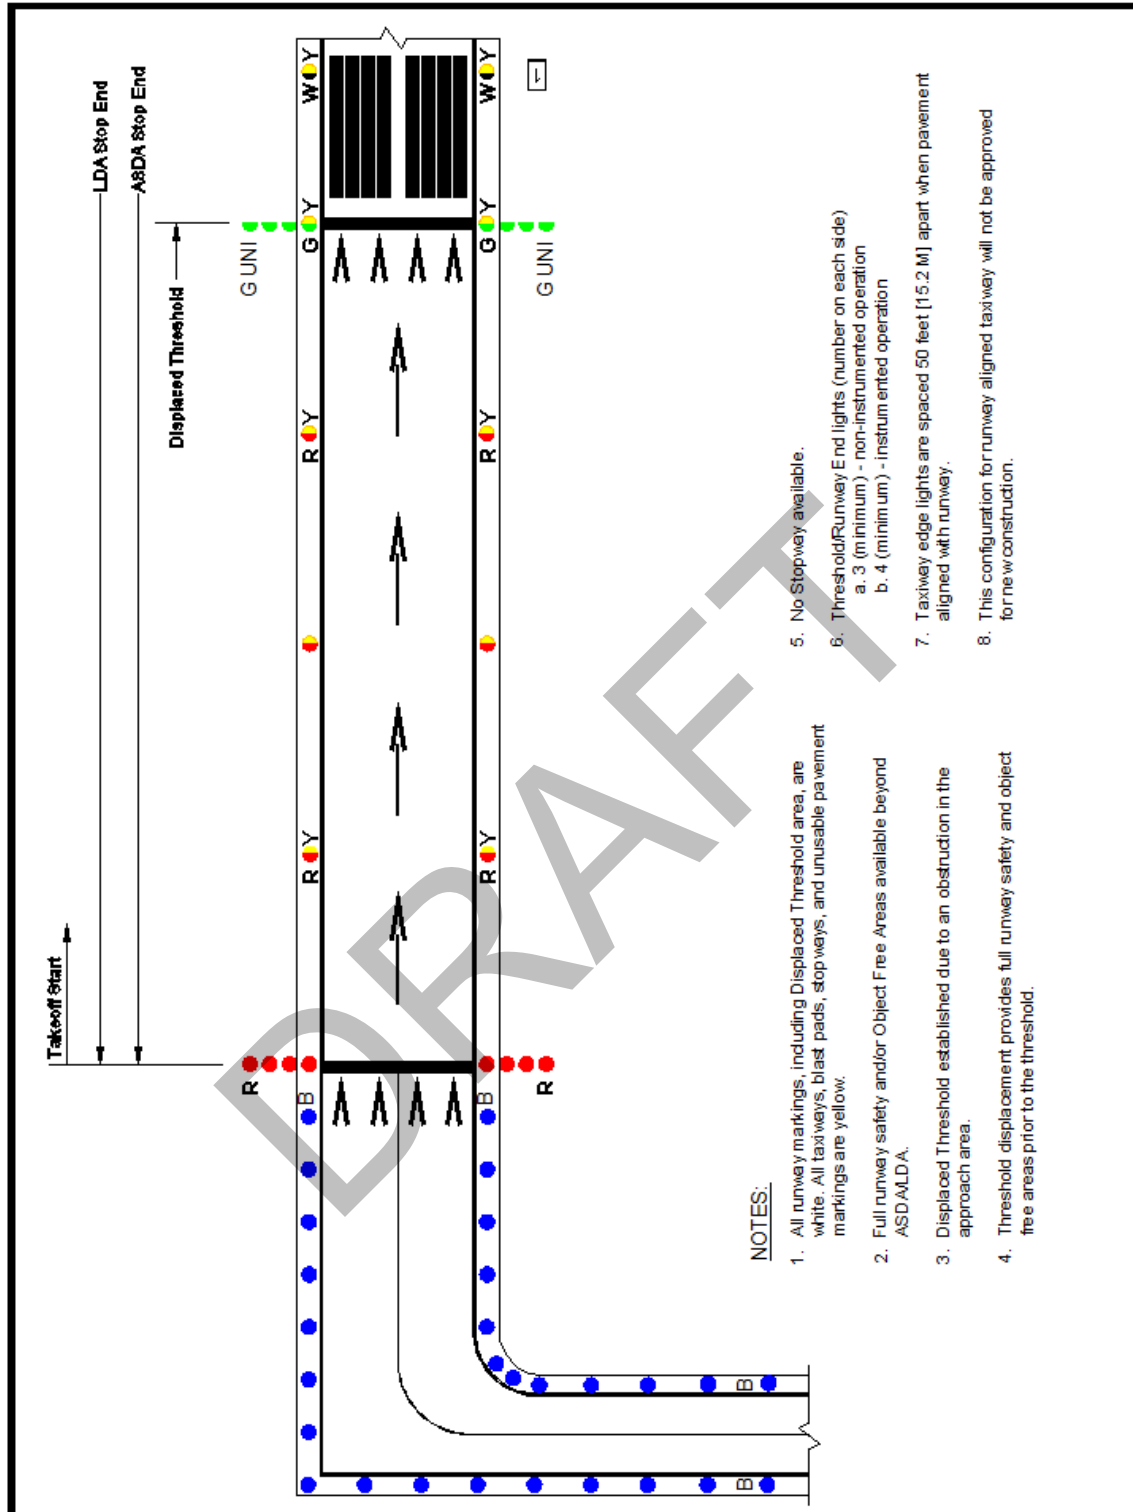 LDA Stop End
ASDA Stop End
Displaced Threshold
Takeoff Start
G UNI
G UNI
R
B
R Y
R Y
G Y
W Y
B
R
R Y
R Y
G Y
W Y
B
B
1
DRAFT
NOTES:
1. All runway markings, including Displaced Threshold area, are
white. All taxiways, blast pads, stopways, and unusable pavement
markings are yellow.
2. Full runway safety and/or Object Free Areas available beyond
ASDA/LDA.
3. Displaced Threshold established due to an obstruction in the
approach area.
4. Threshold displacement provides full runway safety and object
free areas prior to the threshold.
5. No Stopway available.
6. Threshold/Runway End lights (number on each side)
a. 3 (minimum) - non-instrumented operation
b. 4 (minimum) - instrumented operation
7. Taxiway edge lights are spaced 50 feet [15.2 M] apart when pavement
aligned with runway.
8. This configuration for runway aligned taxiway will not be approved
for new construction.